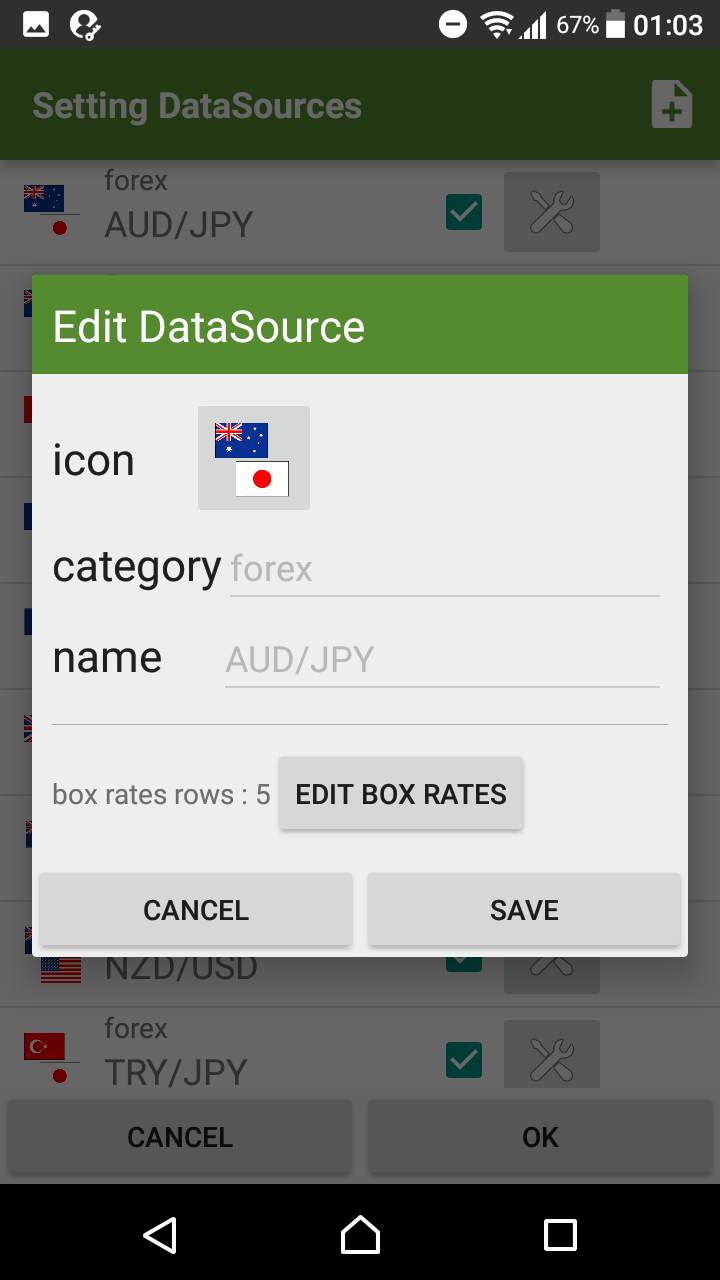 67% 01:03
Setting DataSources
forex
AUD/JPY
Edit DataSource
icon
category forex
name AUD/JPY
box rates rows : 5 EDIT BOX RATES
CANCEL SAVE
NZD/USD
forex
TRY/JPY
CANCEL OK